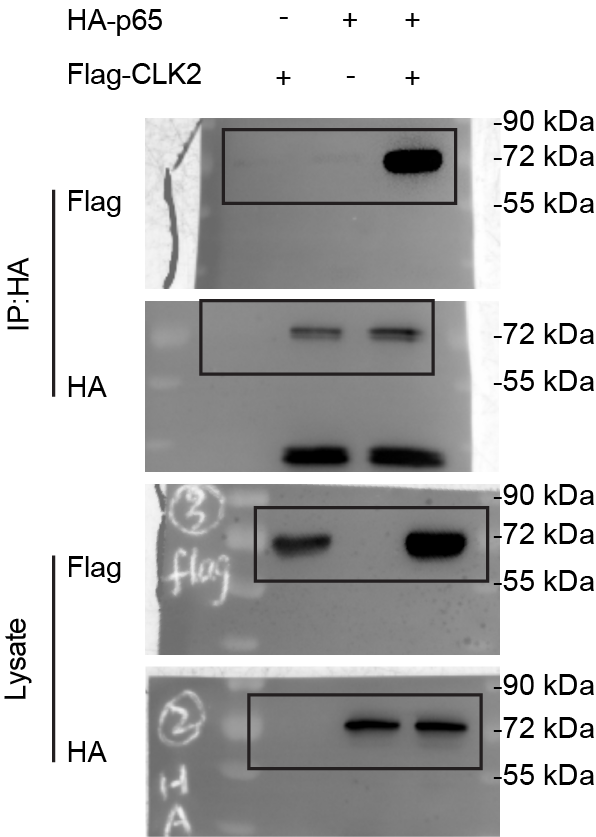 HA-p65 - + +
Flag-CLK2 + - +
-90 kDa
-72 kDa
Flag
-55 kDa
IP:HA
-72 kDa
HA
-55 kDa
③
flag
-90 kDa
-72 kDa
Flag
-55 kDa
Lysate
②
H
A
-90 kDa
-72 kDa
HA
-55 kDa